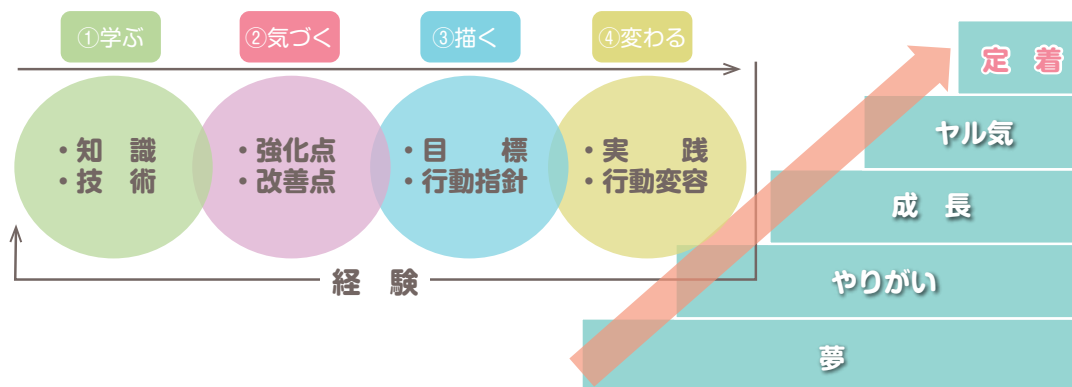 ①学ぶ
②気づく
③描く
④変わる
・知　識
・技　術
・強化点
・改善点
・目　標
・行動指針
・実　践
・行動変容
経　験
定　着
ヤル気
成　長
やりがい
夢